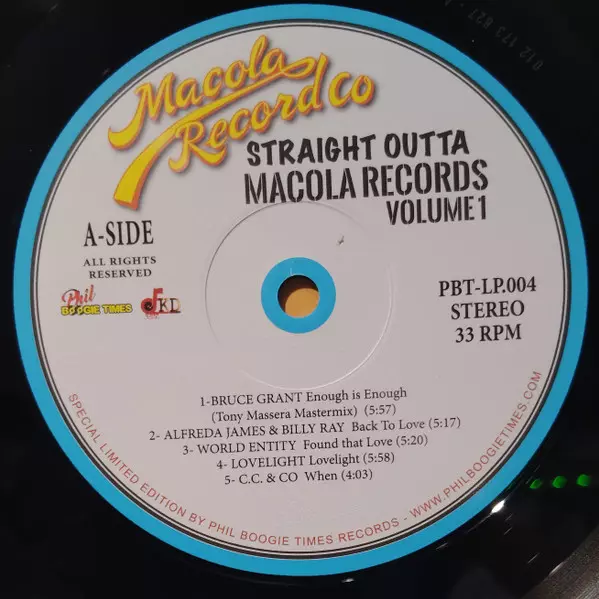 Macola
Record Co
STRAIGHT OUTTA
MACOLA RECORDS
VOLUME 1
A-SIDE
ALL RIGHTS
RESERVED
Phil
BOOGIE TIMES
KD
PBT-LP.004
STEREO
33 RPM
1-BRUCE GRANT Enough is Enough
(Tony Massera Mastermix) (5:57)
2- ALFREDA JAMES & BILLY RAY Back To Love (5:17)
3- WORLD ENTITY Found that Love (5:20)
4- LOVELIGHT Lovelight (5:58)
5- C.C. & CO When (4:03)
SPECIAL LIMITED EDITION BY PHIL BOOGIE TIMES RECORDS - WWW.PHILBOOGIETIMES.COM